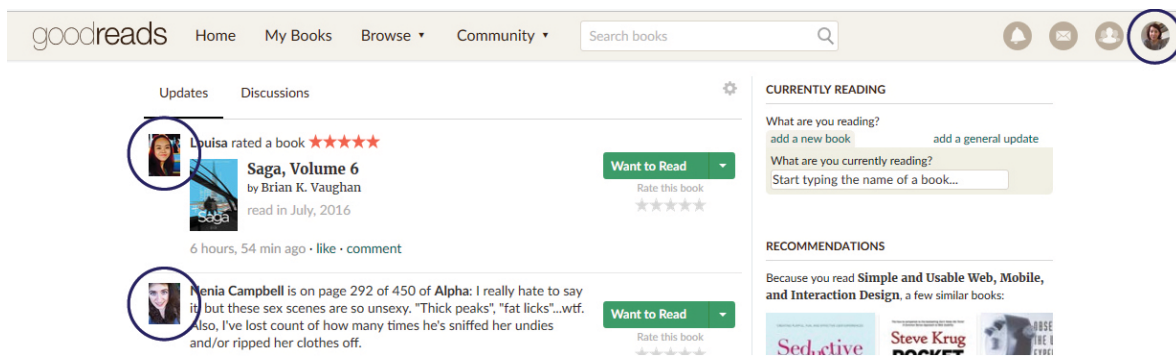 goodreads
Home My Books Browse ▾ Community ▾ Search books
Updates Discussions
Louisa rated a book ★★★★★
Saga, Volume 6
by Brian K. Vaughan
read in July, 2016
Saga
Want to Read
Rate this book
6 hours, 54 min ago · like · comment
Nenia Campbell is on page 292 of 450 of Alpha: I really hate to say
it, but these sex scenes are so unsexy. "Thick peaks", "fat licks"...wtf.
Also, I've lost count of how many times he's sniffed her undies
and/or ripped her clothes off.
Want to Read
Rate this book
CURRENTLY READING
What are you reading?
add a new book add a general update
What are you currently reading?
Start typing the name of a book...
RECOMMENDATIONS
Because you read Simple and Usable Web, Mobile,
and Interaction Design, a few similar books:
Seductive
Steve Krug
POCKET